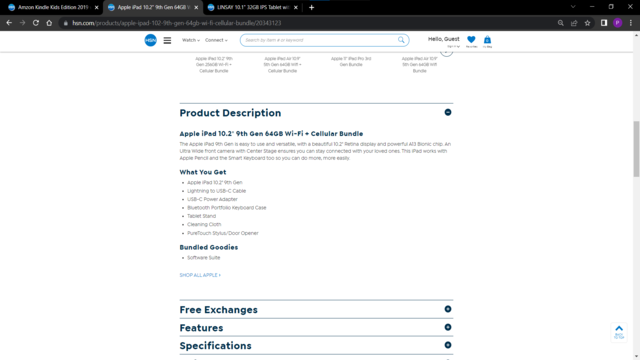 Amazon Kindle Kids Edition 2019
Apple iPad 10.2" 9th Gen 64GB W
LINSAY 10.1" 32GB IPS Tablet wi
hsn.com/products/apple-ipad-102-9th-gen-64gb-wi-fi-cellular-bundle/20343123
HSN
Watch
Connect
Search by item # or keyword
Hello, Guest
Apple iPad 10.2" 9th Gen 256GB Wi-Fi + Cellular Bundle
Apple iPad Air 10.9" 5th Gen 64GB Wifi + Cellular Bundle
Apple 11" iPad Pro 3rd Gen Bundle
Apple iPad Air 10.9" 5th Gen 64GB Wifi Bundle
Product Description
Apple iPad 10.2" 9th Gen 64GB Wi-Fi + Cellular Bundle
The Apple iPad 9th Gen is easy to use and versatile, with a beautiful 10.2" Retina display and powerful A13 Bionic chip. An
Ultra Wide front camera with Center Stage ensures you can stay connected with your loved ones. This iPad works with
Apple Pencil and the Smart Keyboard too so you can do more, more easily.
What You Get
Apple iPad 10.2" 9th Gen
Lightning to USB-C Cable
USB-C Power Adapter
Bluetooth Portfolio Keyboard Case
Tablet Stand
Cleaning Cloth
PureTouch Stylus/Door Opener
Bundled Goodies
Software Suite
SHOP ALL APPLE >
Free Exchanges
Features
Specifications
BACK
TO TOP